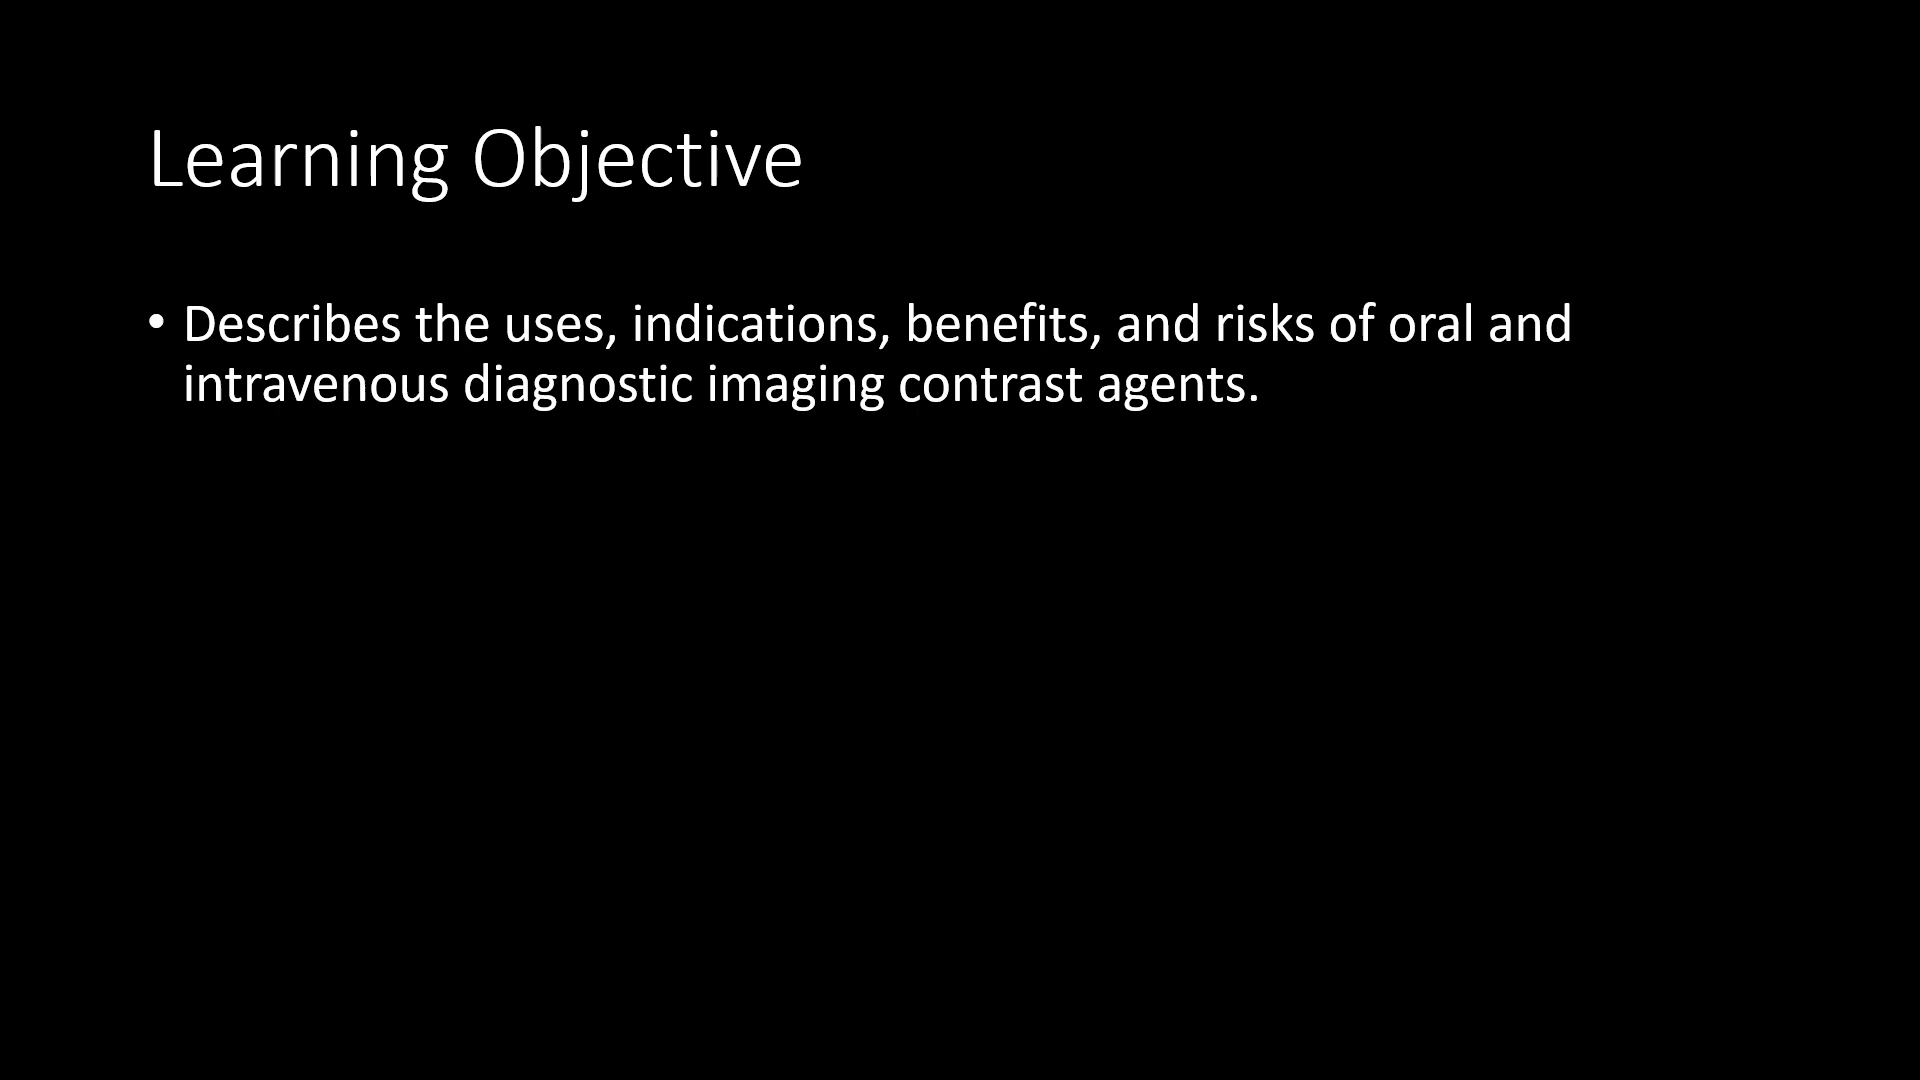 Learning Objective
• Describes the uses, indications, benefits, and risks of oral and
intravenous diagnostic imaging contrast agents.